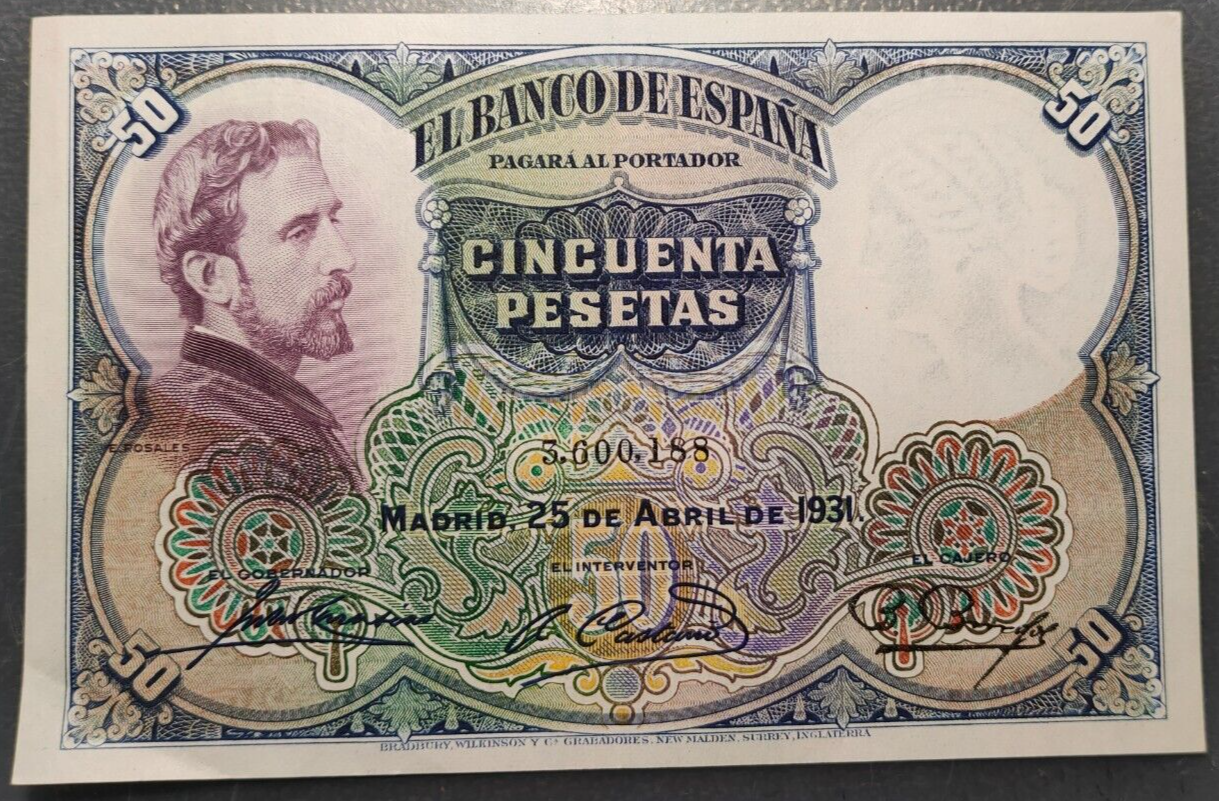 50
50
EL BANCO DE ESPAÑA
PAGARÁ AL PORTADOR
CINCUENTA
PESETAS
E. ROSALES
3,600,188
MADRID, 25 DE ABRIL DE 1931.
EL GOBERNADOR
EL INTERVENTOR
EL CAJERO
50
50
50
BRADBURY, WILKINSON Y Cª GRABADORES. NEW MALDEN. SURREY, INGLATERRA